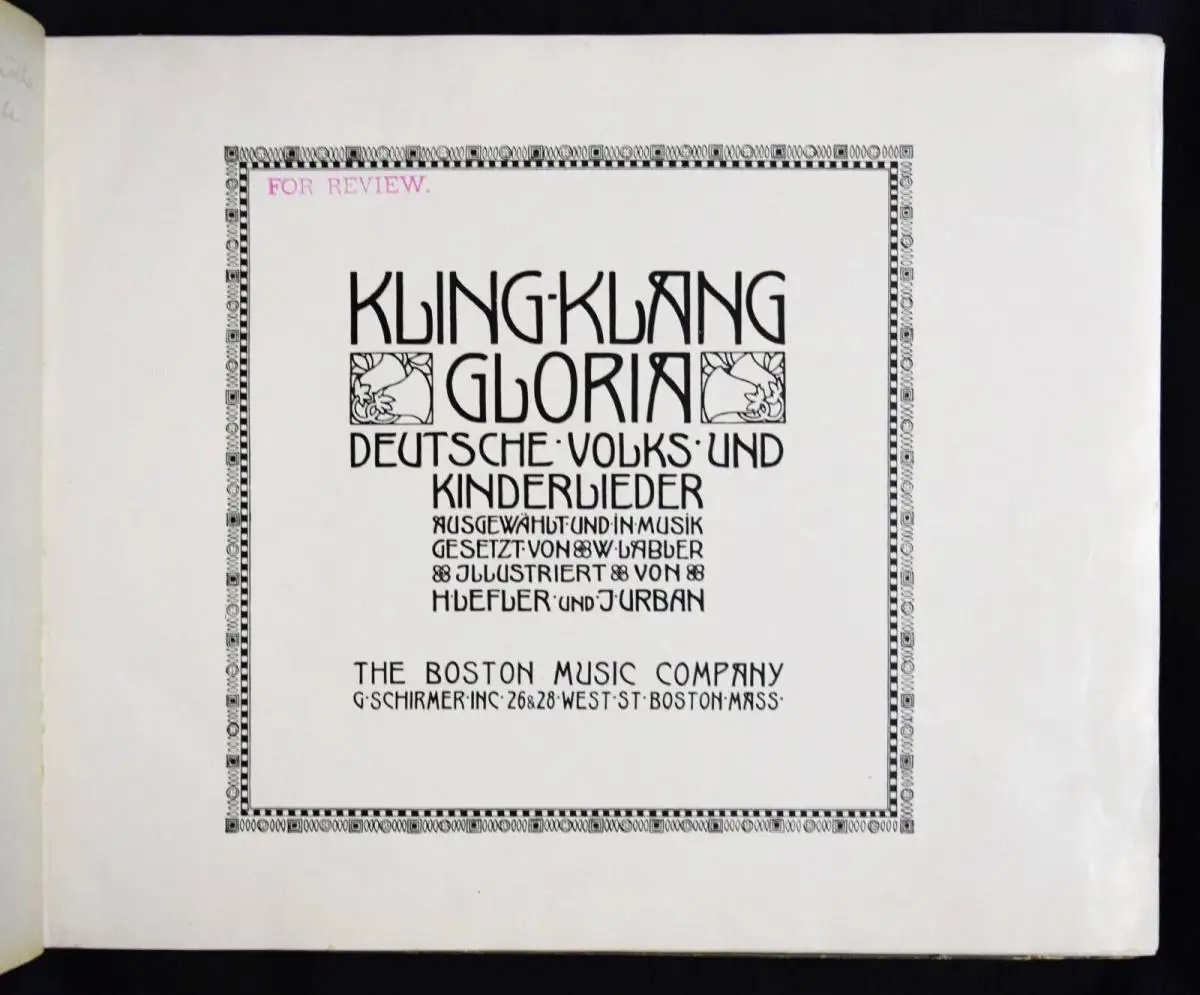 FOR REVIEW.
KLING-KLANG
GLORIA
DEUTSCHE·VOLKS·UND
KINDERLIEDER
AUSGEWÄHLT·UND·IN·MUSIK
GESETZT·VON W·LABLER
ILLUSTRIERT VON
H·LEFLER·UND·J·URBAN
THE BOSTON MUSIC COMPANY
G·SCHIRMER·INC·26&28·WEST·ST·BOSTON·MASS·